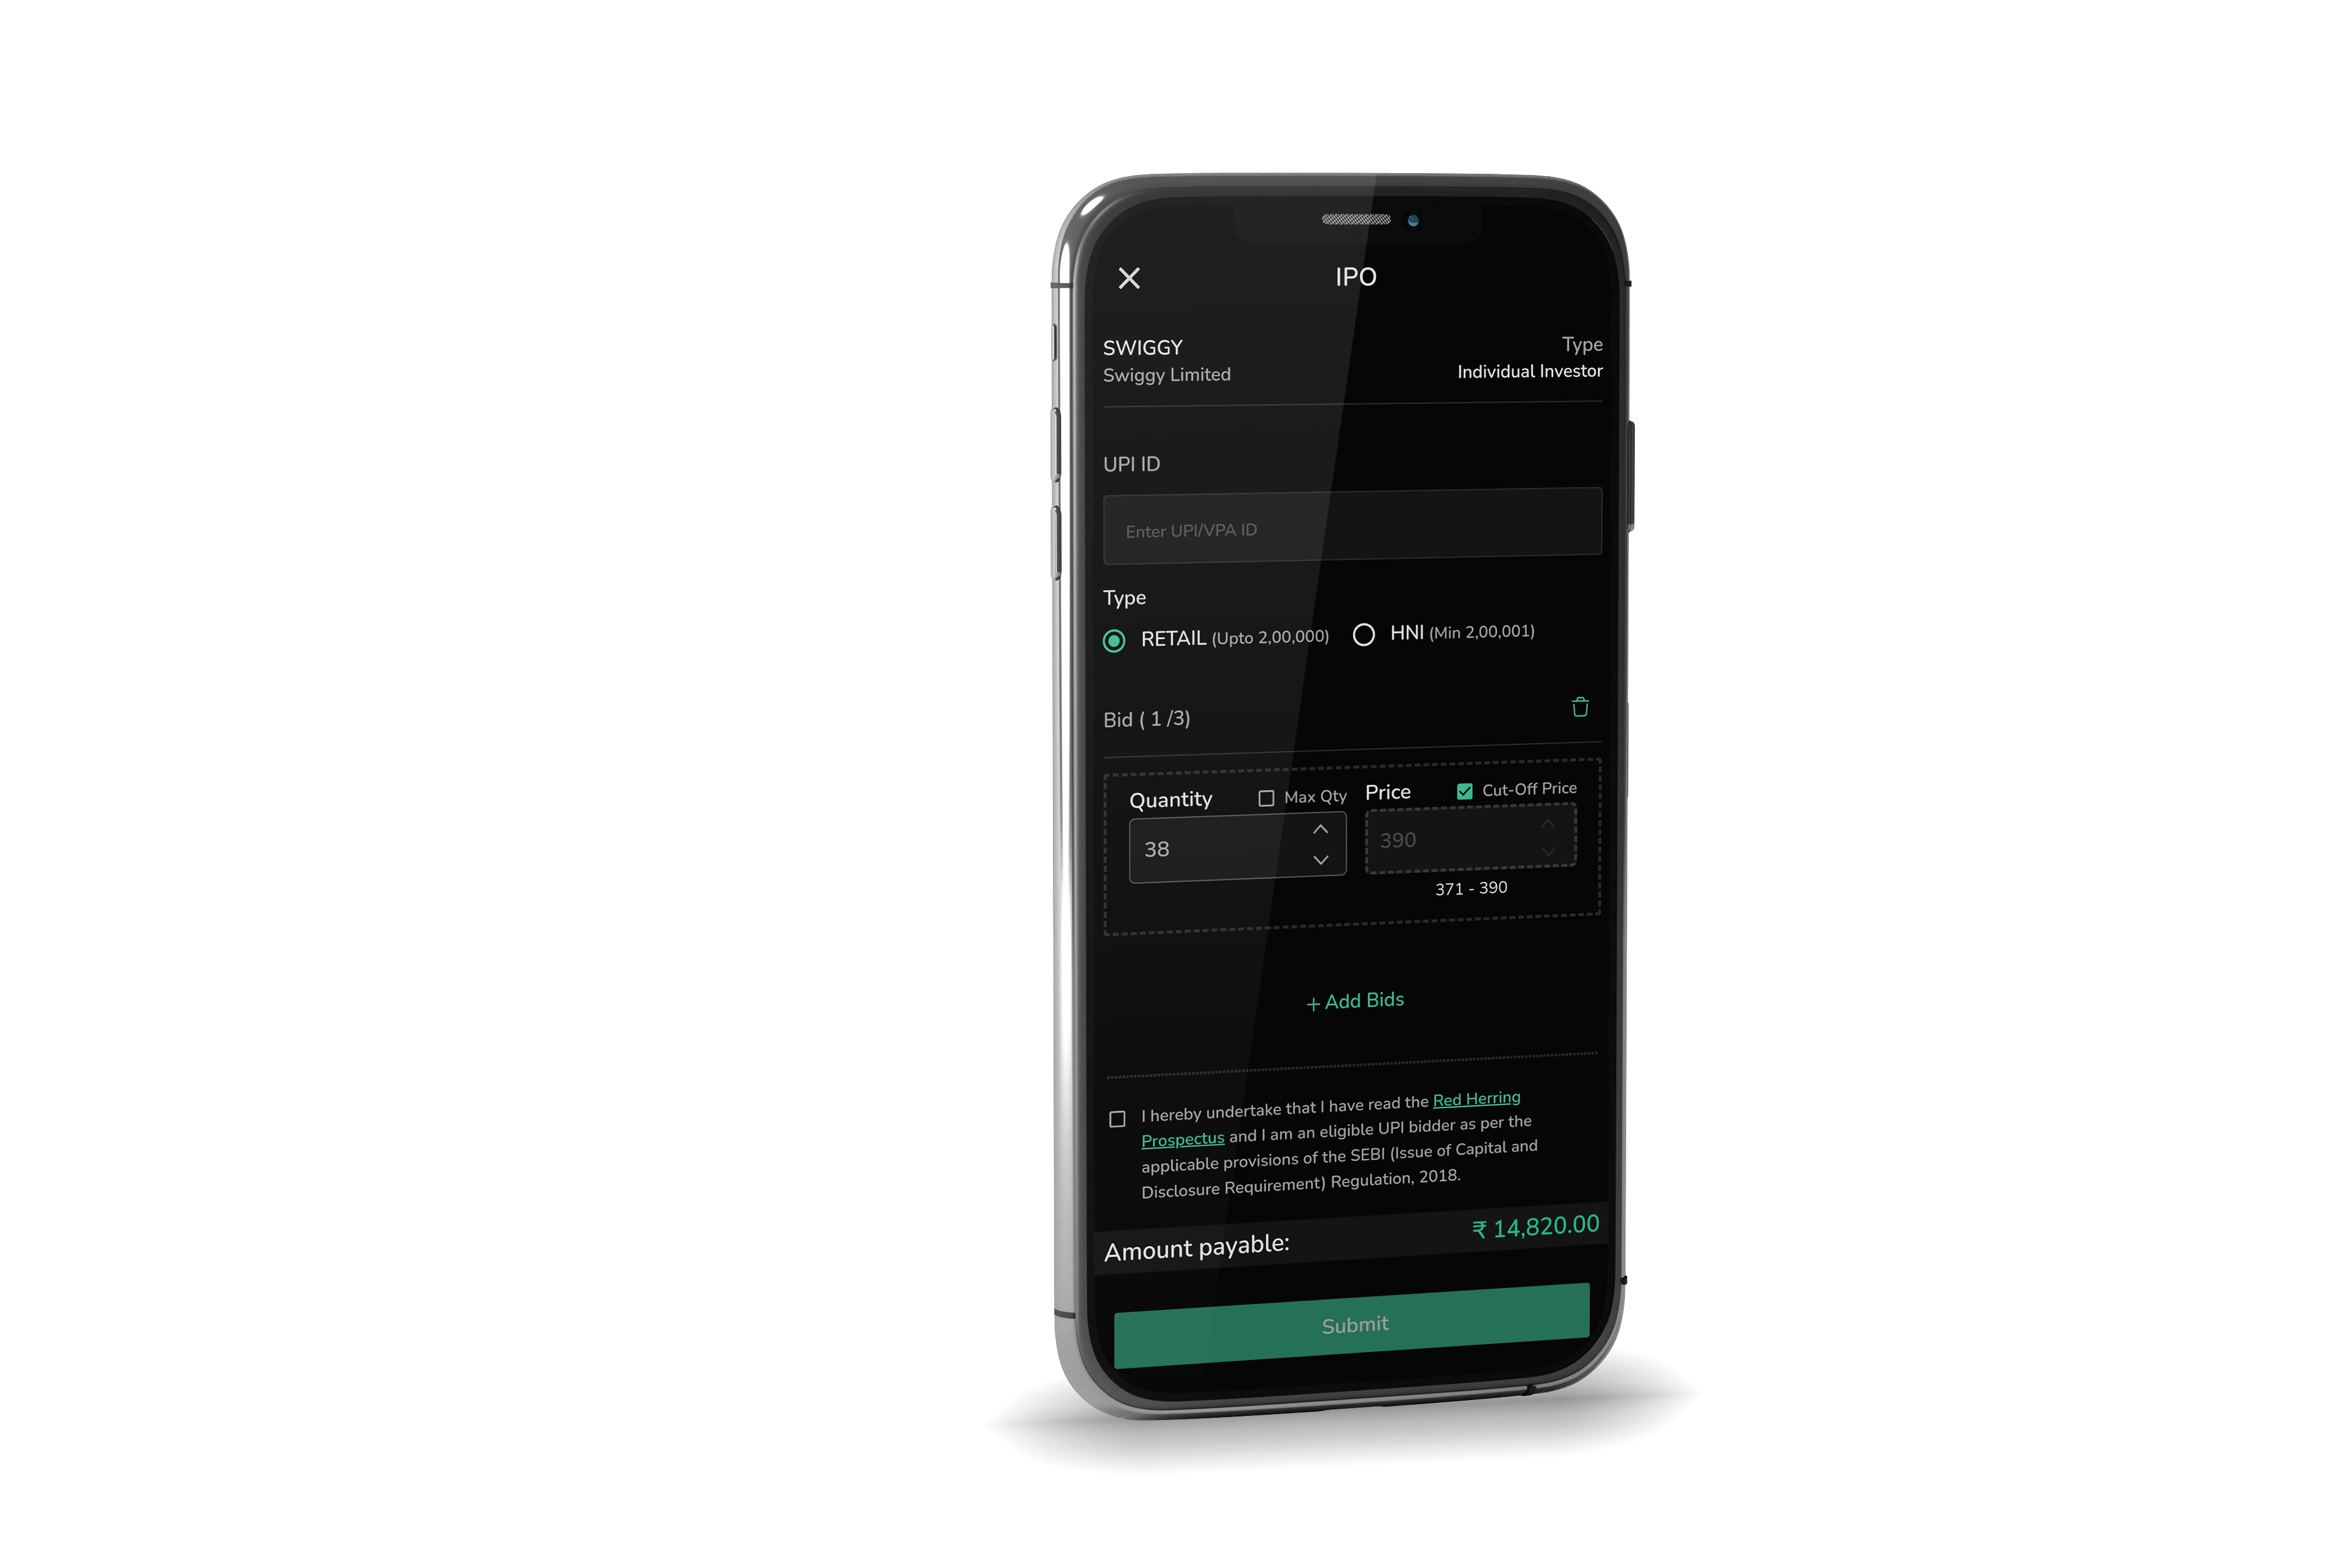 IPO
SWIGGY
Type
Swiggy Limited
Individual Investor
UPI ID
Enter UPI/VPA ID
Type
RETAIL (Upto 2,00,000) HNI (Min 2,00,001)
Bid ( 1 /3)
Quantity Max Qty Price Cut-Off Price
38 390
371 - 390
+ Add Bids
I hereby undertake that I have read the Red Herring
Prospectus and I am an eligible UPI bidder as per the
applicable provisions of the SEBI (Issue of Capital and
Disclosure Requirement) Regulation, 2018.
Amount payable: ₹ 14,820.00
Submit